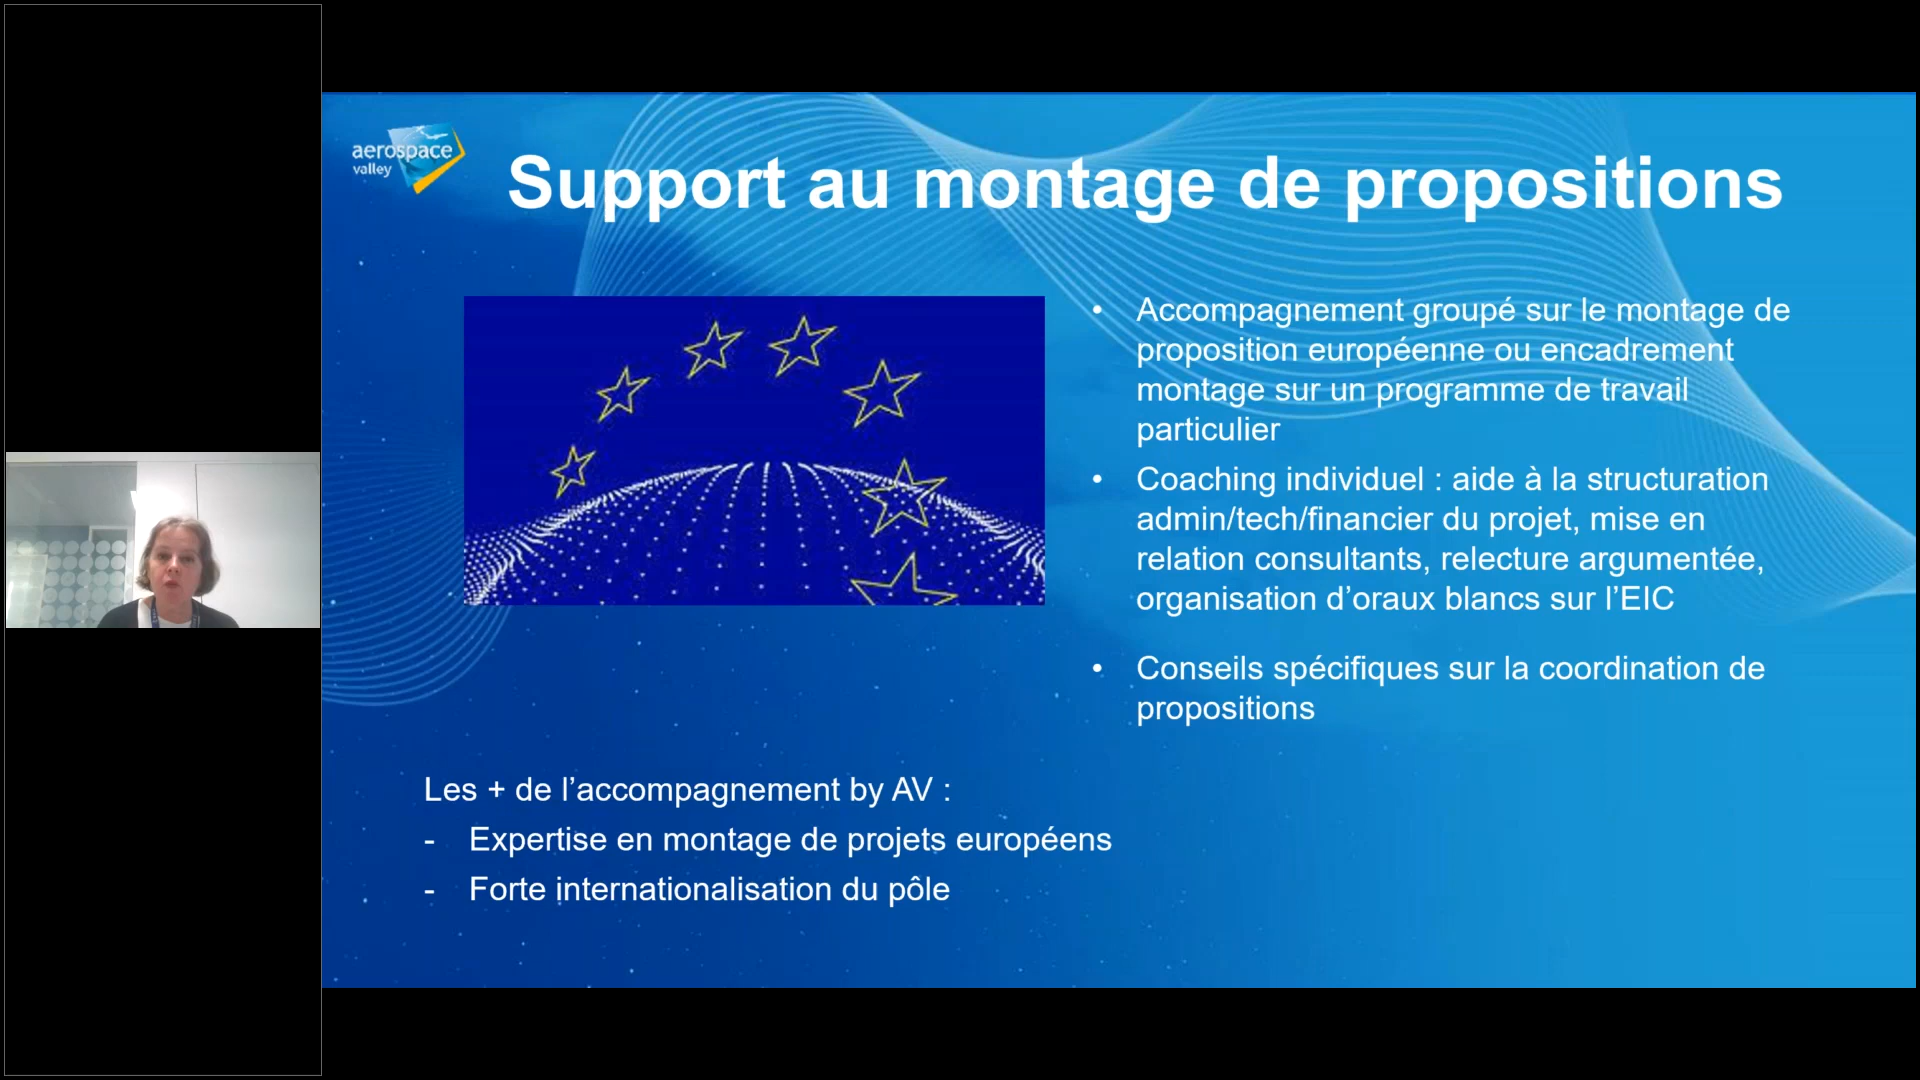 aerospace
valley
Support au montage de propositions
• Accompagnement groupé sur le montage de
proposition européenne ou encadrement
montage sur un programme de travail
particulier
• Coaching individuel : aide à la structuration
admin/tech/financier du projet, mise en
relation consultants, relecture argumentée,
organisation d’oraux blancs sur l’EIC
• Conseils spécifiques sur la coordination de
propositions
Les + de l’accompagnement by AV :
- Expertise en montage de projets européens
- Forte internationalisation du pôle